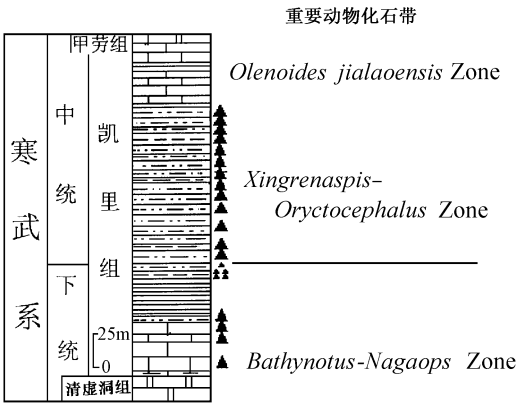 重要动物化石带
甲劳组
Olenoides jialaoensis Zone
寒武系
中统
凯里组
Xingrenaspis-
Oryctocephalus Zone
下统
25m
0
Bathynotus-Nagaops Zone
清虚洞组